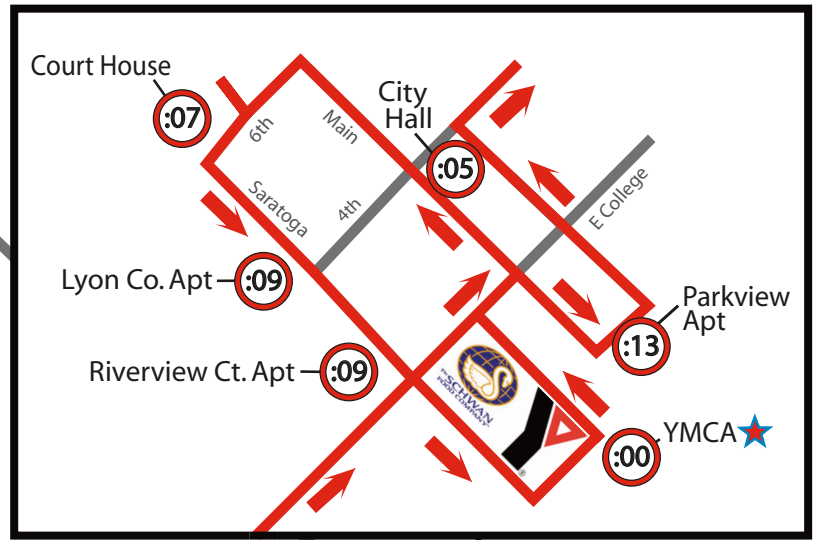 Court House
:07
6th
Main
City
Hall
:05
Saratoga
4th
E College
Lyon Co. Apt
:09
Parkview
Apt
:13
Riverview Ct. Apt
:09
THE
SCHWAN
FOOD COMPANY
YMCA
:00
®